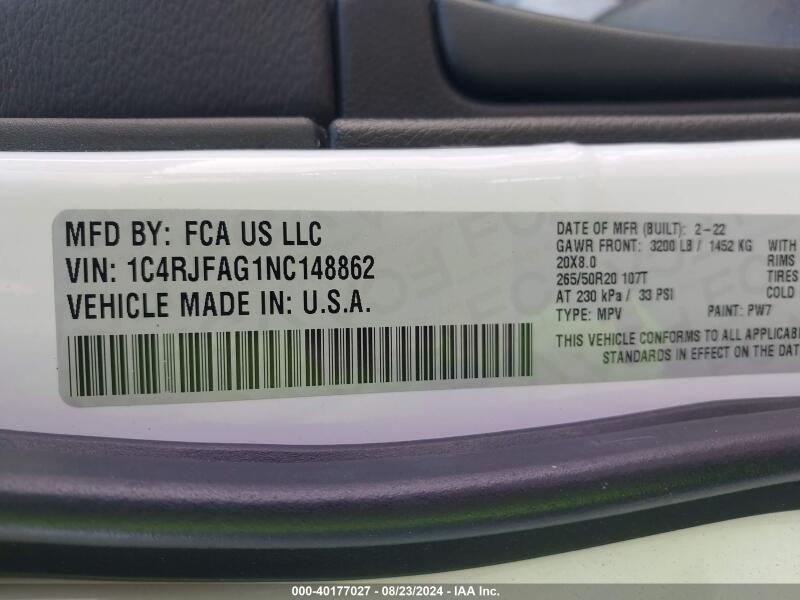 MFD BY: FCA US LLC
VIN: 1C4RJFAG1NC148862
VEHICLE MADE IN: U.S.A.
DATE OF MFR (BUILT): 2-22
GAWR FRONT: 3200 LB / 1452 KG WITH
20X8.0 RIMS
265/50R20 107T TIRES
AT 230 kPa / 33 PSI COLD
TYPE: MPV PAINT: PW7
THIS VEHICLE CONFORMS TO ALL APPLICAB
STANDARDS IN EFFECT ON THE DAT
000-40177027 - 08/23/2024 - IAA Inc.